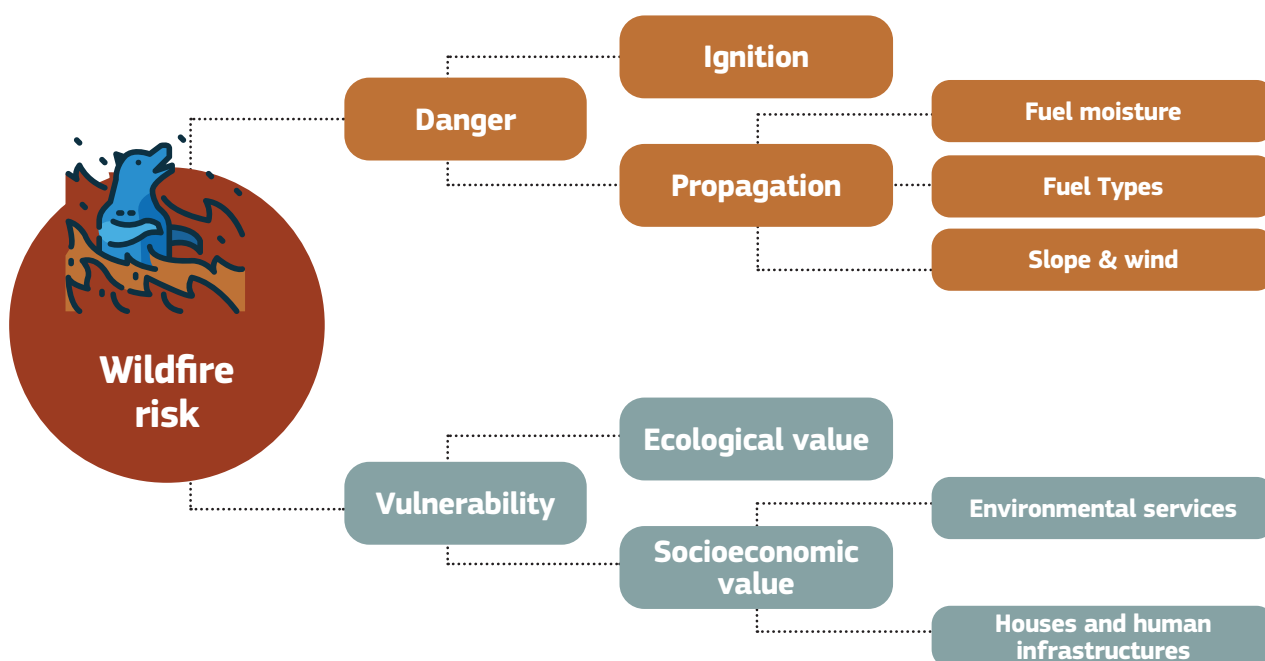 Wildfire
risk
Danger
Ignition
Propagation
Fuel moisture
Fuel Types
Slope & wind
Vulnerability
Ecological value
Socioeconomic
value
Environmental services
Houses and human
infrastructures